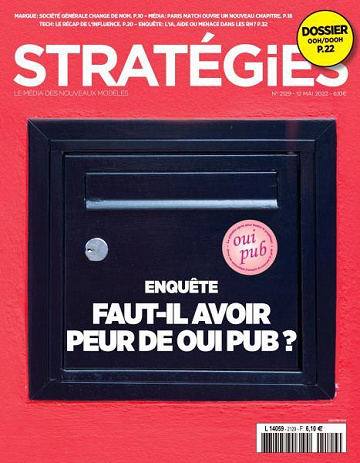 MARQUE : SOCIÉTÉ GÉNÉRALE CHANGE DE NOM. P.10 - MÉDIA : PARIS MATCH OUVRE UN NOUVEAU CHAPITRE. P.18
TECH : LE RÉCAP DE L'INFLUENCE. P.20 - ENQUÊTE : L'IA, AIDE OU MENACE DANS LES RH? P.32
DOSSIER
OOH/DOOH
P.22
STRATÉGiES
LE MÉDIA DES NOUVEAUX MODÈLES
N° 2129 - 12 MAI 2022 - 6,10€
oui
pub
ENQUÊTE
FAUT-IL AVOIR
PEUR DE OUI PUB ?
L 14059 - 2129 - F: 6,10 €